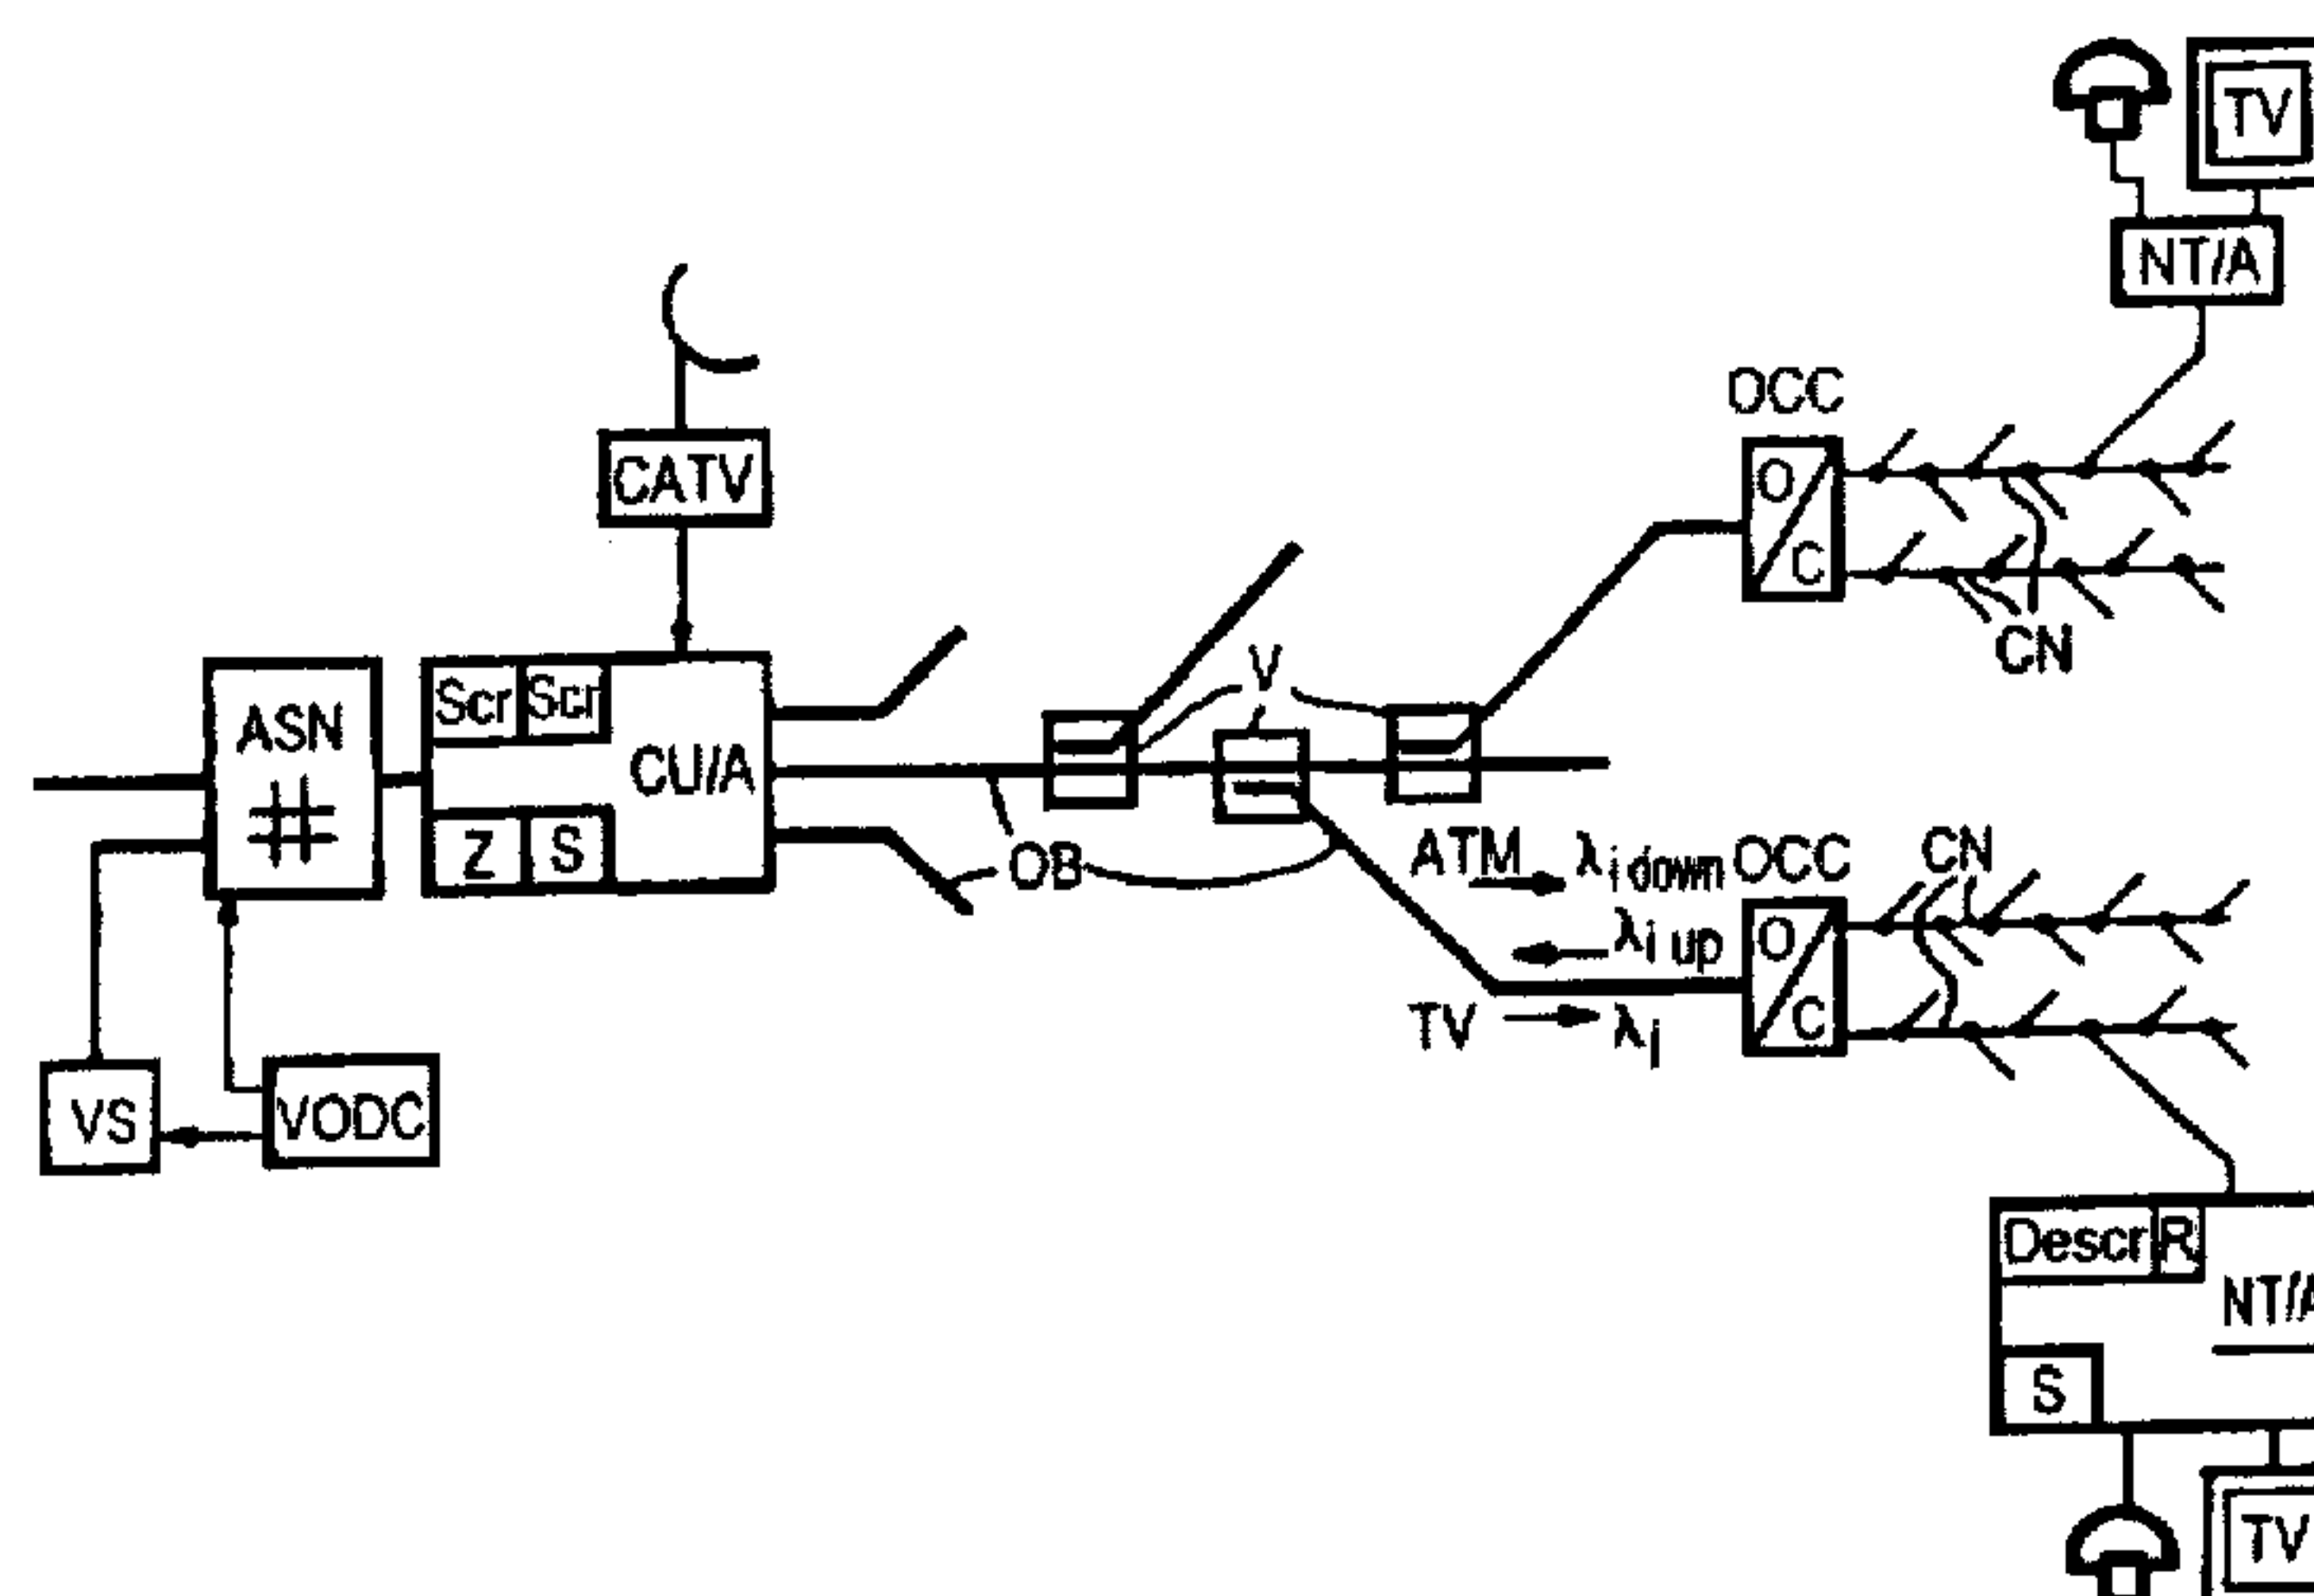 TV
NT/A
OCC
O
C
CN
CATV
V
Scr Scr
ASN
CU/A
Z S
OB
ATM λi down
λi up
TV λj
OCC
CN
O
C
VS
VODC
Descr R
NT/A
S
TV